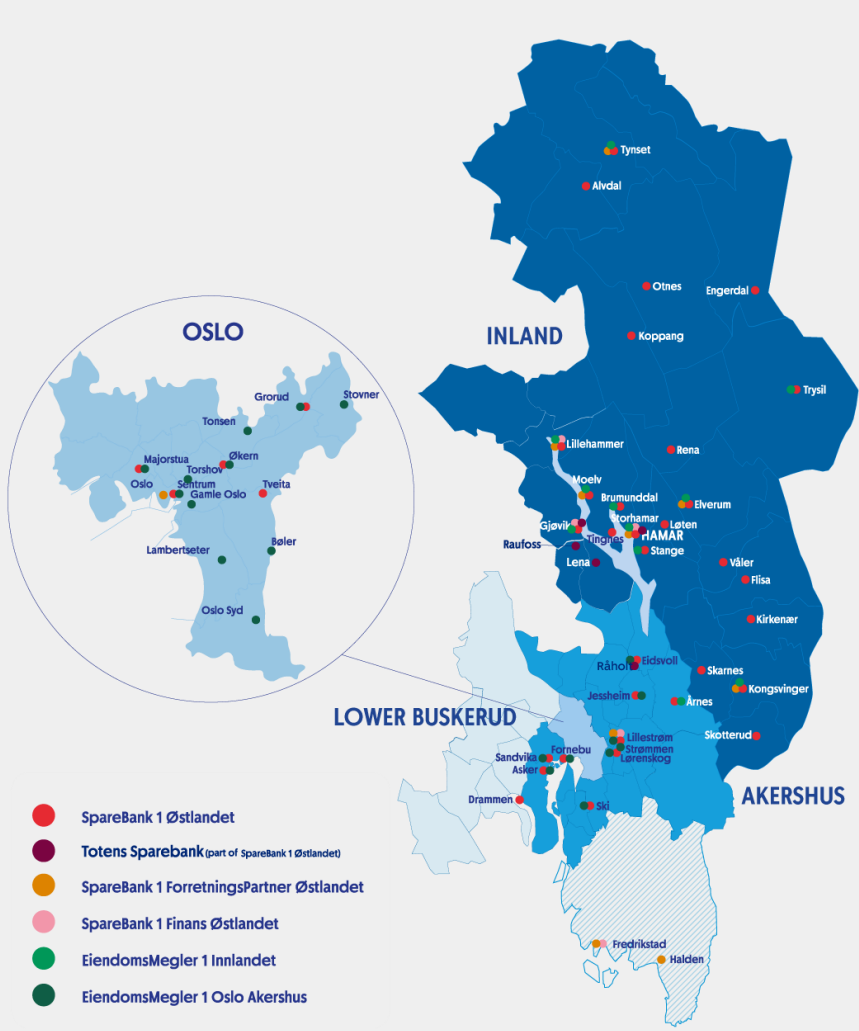 Tynset
Alvdal
Otnes
Engerdal
INLAND
Koppang
OSLO
Trysil
Grorud
Stovner
Tonsen
Lillehammer
Rena
Majorstua
Økern
Torshov
Oslo
Sentrum
Gamle Oslo
Tveita
Moelv
Brumunddal
Elverum
Storhamar
Gjøvik
Løten
HAMAR
Tingnes
Raufoss
Stange
Lambertseter
Bøler
Lena
Våler
Flisa
Oslo Syd
Kirkenær
Eidsvoll
Råholt
Skarnes
Jessheim
Årnes
Kongsvinger
LOWER BUSKERUD
Skotterud
Lillestrøm
Fornebu
Strømmen
Sandvika
Lørenskog
Asker
Drammen
Ski
AKERSHUS
SpareBank 1 Østlandet
Totens Sparebank (part of SpareBank 1 Østlandet)
SpareBank 1 ForretningsPartner Østlandet
SpareBank 1 Finans Østlandet
Fredrikstad
EiendomsMegler 1 Innlandet
Halden
EiendomsMegler 1 Oslo Akershus